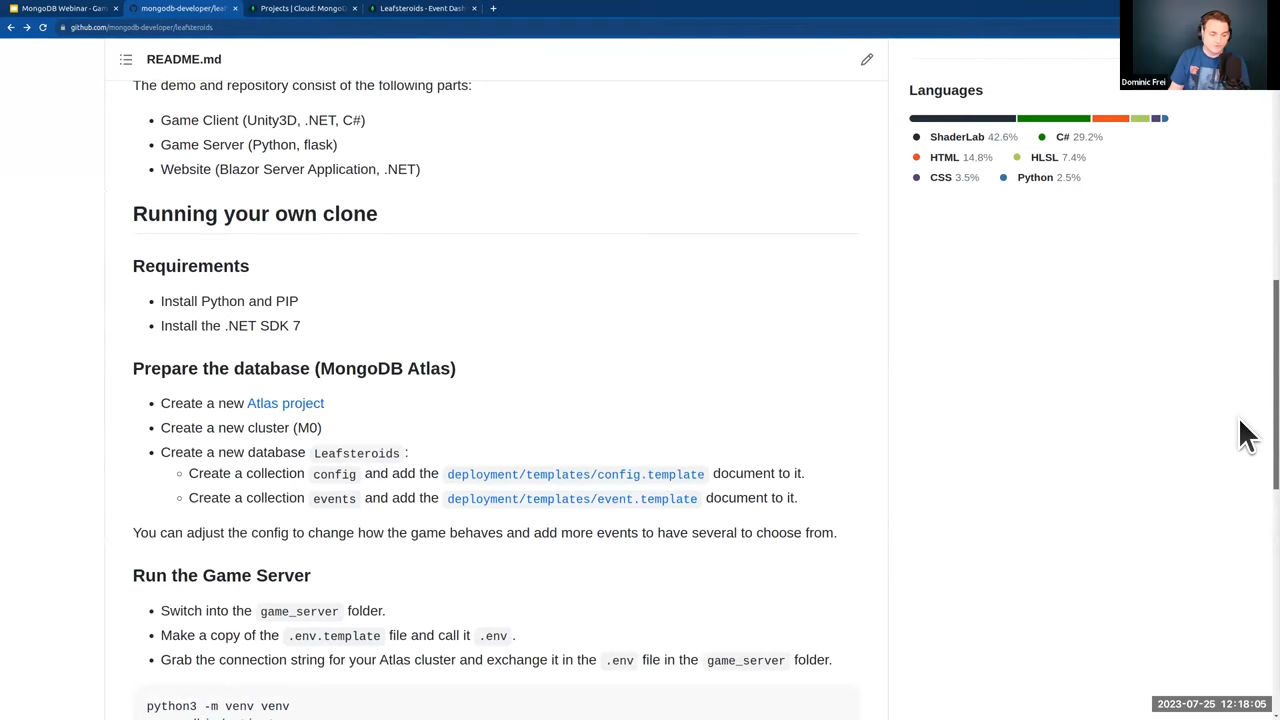 MongoDB Webinar - Gam
mongodb-developer/leaf
Projects | Cloud: MongoD
Leafsteroids - Event Das
github.com/mongodb-developer/leafsteroids
Dominic Frei
README.md
The demo and repository consist of the following parts:
Game Client (Unity3D, .NET, C#)
Game Server (Python, flask)
Website (Blazor Server Application, .NET)
Running your own clone
Requirements
Install Python and PIP
Install the .NET SDK 7
Prepare the database (MongoDB Atlas)
Create a new Atlas project
Create a new cluster (M0)
Create a new database Leafsteroids :
Create a collection config and add the deployment/templates/config.template document to it.
Create a collection events and add the deployment/templates/event.template document to it.
You can adjust the config to change how the game behaves and add more events to have several to choose from.
Run the Game Server
Switch into the game_server folder.
Make a copy of the .env.template file and call it .env .
Grab the connection string for your Atlas cluster and exchange it in the .env file in the game_server folder.
python3 -m venv venv
Languages
ShaderLab 42.6% C# 29.2%
HTML 14.8% HLSL 7.4%
CSS 3.5% Python 2.5%
2023-07-25 12:18:05